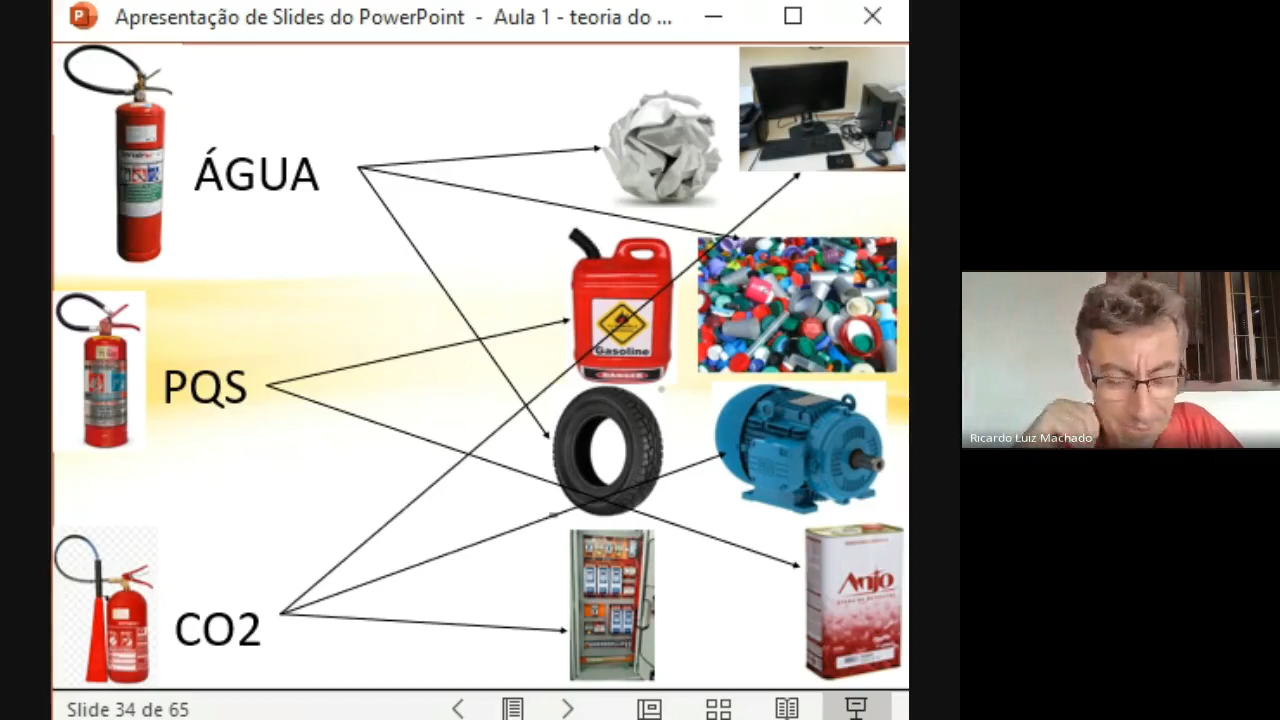 Apresentação de Slides do PowerPoint - Aula 1 - teoria do ...
ÁGUA
Gasoline
DANGER
PQS
Anjo
CO2
Ricardo Luiz Machado
Slide 34 de 65